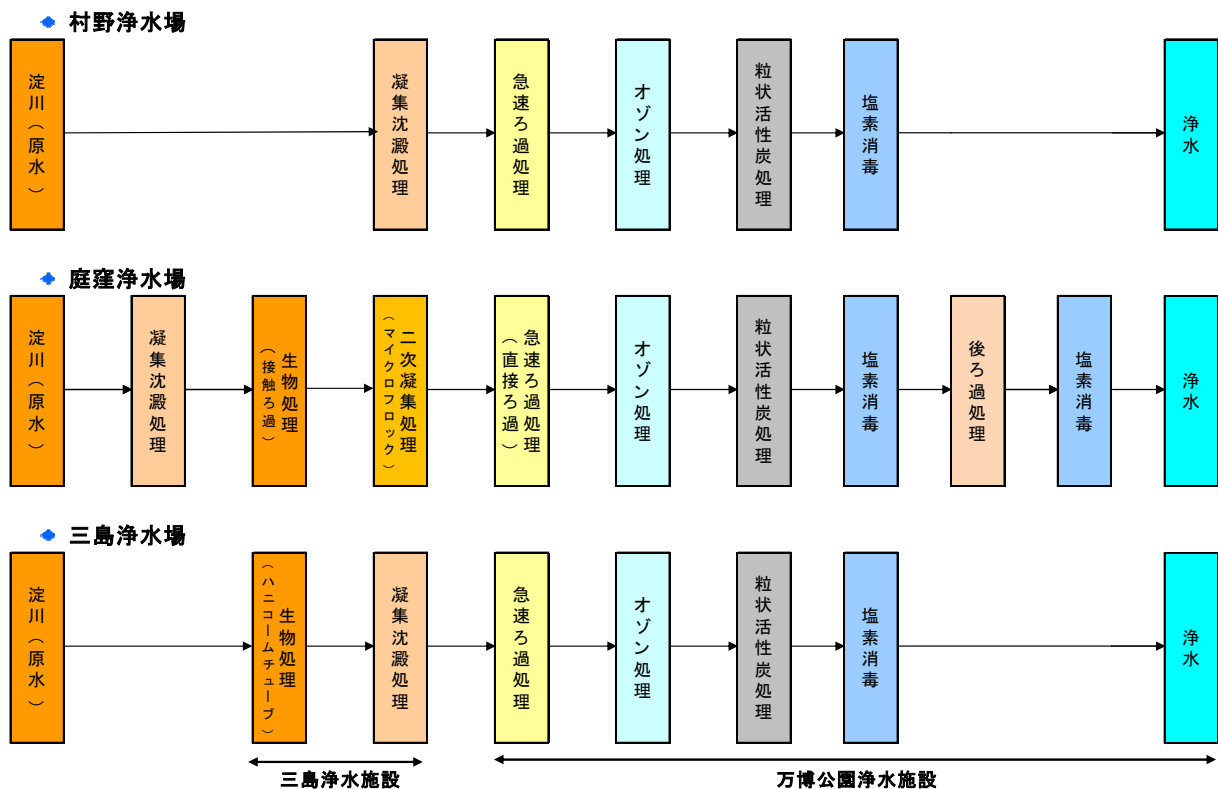 村野浄水場
淀川（原水）
凝集沈澱処理
急速ろ過処理
オゾン処理
粒状活性炭処理
塩素消毒
浄水
庭窪浄水場
淀川（原水）
凝集沈澱処理
生物処理
（接触ろ過）
二次凝集処理
（マイクロフロック）
急速ろ過処理
（直接ろ過）
オゾン処理
粒状活性炭処理
塩素消毒
後ろ過処理
塩素消毒
浄水
三島浄水場
淀川（原水）
生物処理
（ハニコームチューブ）
凝集沈澱処理
急速ろ過処理
オゾン処理
粒状活性炭処理
塩素消毒
浄水
三島浄水施設
万博公園浄水施設